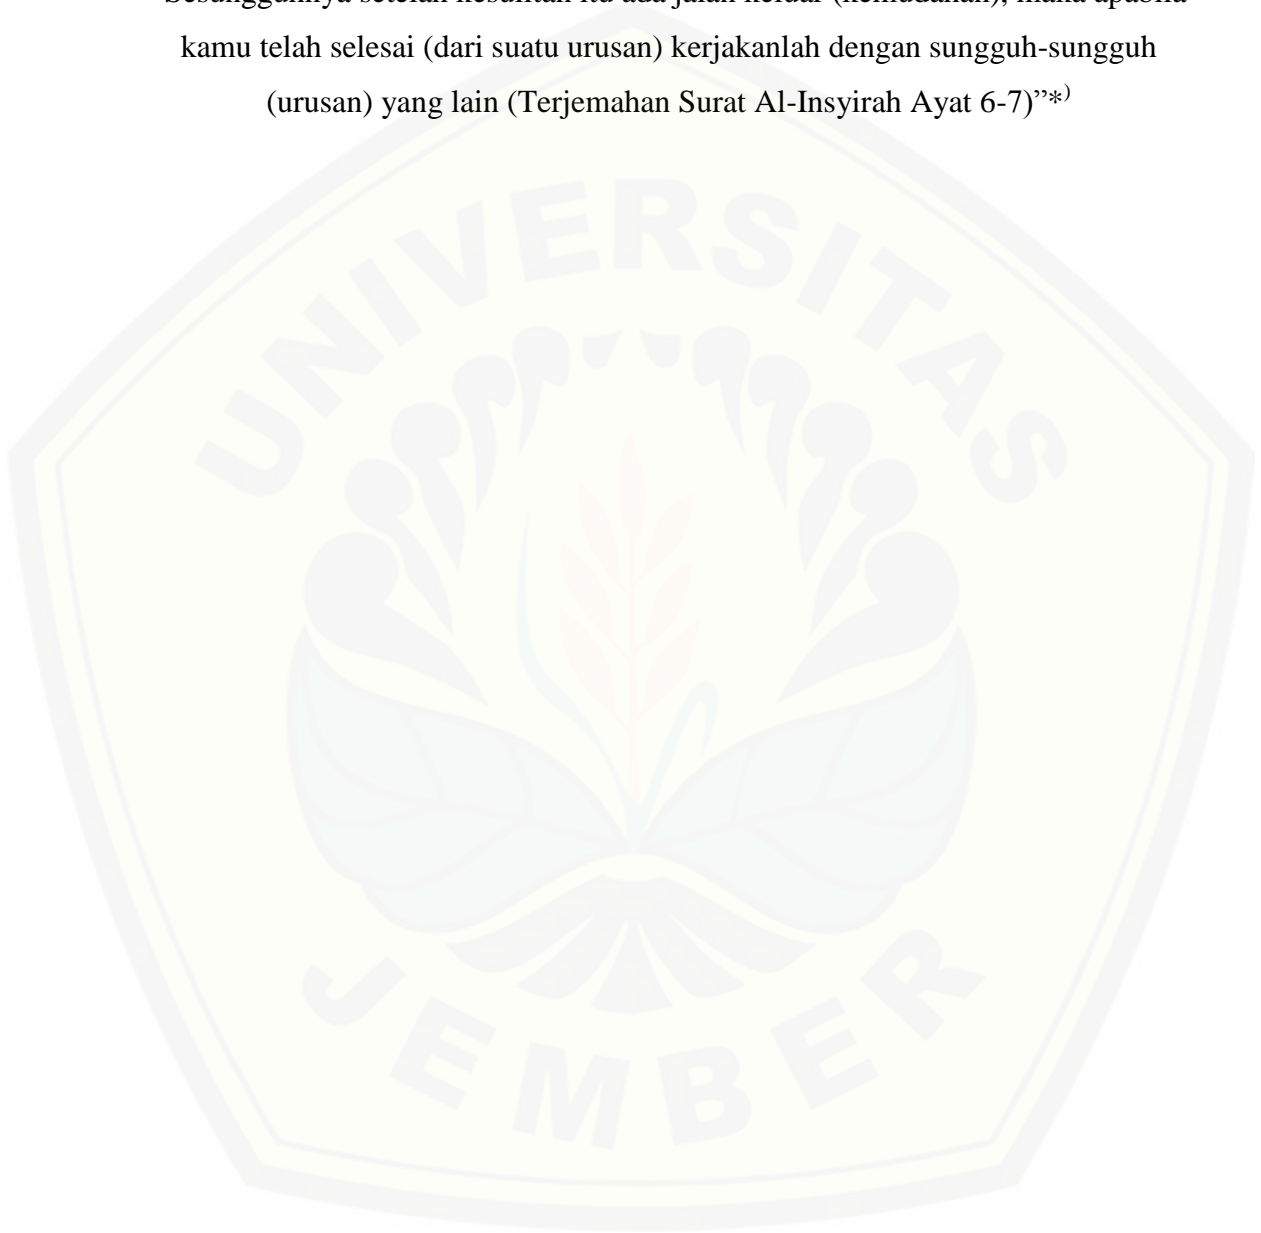 kamu telah selesai (dari suatu urusan) kerjakanlah dengan sungguh-sungguh
(urusan) yang lain (Terjemahan Surat Al-Insyirah Ayat 6-7)”*)
UNIVERSITAS
JEMBER